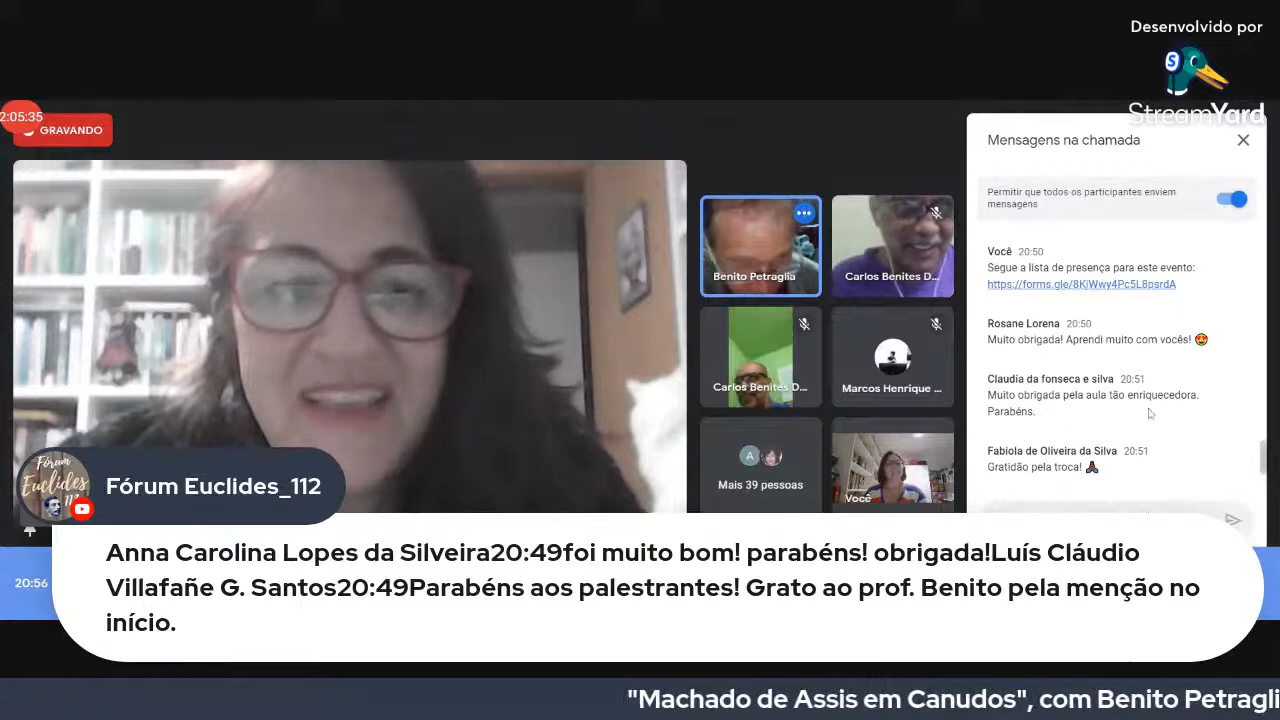 Desenvolvido por
S
StreamYard
2:05:35
GRAVANDO
Mensagens na chamada
Permitir que todos os participantes enviem
mensagens
Você 20:50
Segue a lista de presença para este evento:
https://forms.gle/8KjWwy4Pc5L8psrdA
Rosane Lorena 20:50
Muito obrigada! Aprendi muito com vocês! 😍
Claudia da fonseca e silva 20:51
Muito obrigada pela aula tão enriquecedora.
Parabéns.
Fabíola de Oliveira da Silva 20:51
Gratidão pela troca! 🙏🏿
Benito Petraglia
Carlos Benites D...
Carlos Benites D...
Marcos Henrique ...
A
Mais 39 pessoas
Você
Fórum
Euclides
112
Fórum Euclides_112
20:56
Anna Carolina Lopes da Silveira20:49foi muito bom! parabéns! obrigada!Luís Cláudio
Villafañe G. Santos20:49Parabéns aos palestrantes! Grato ao prof. Benito pela menção no
início.
"Machado de Assis em Canudos", com Benito Petragli